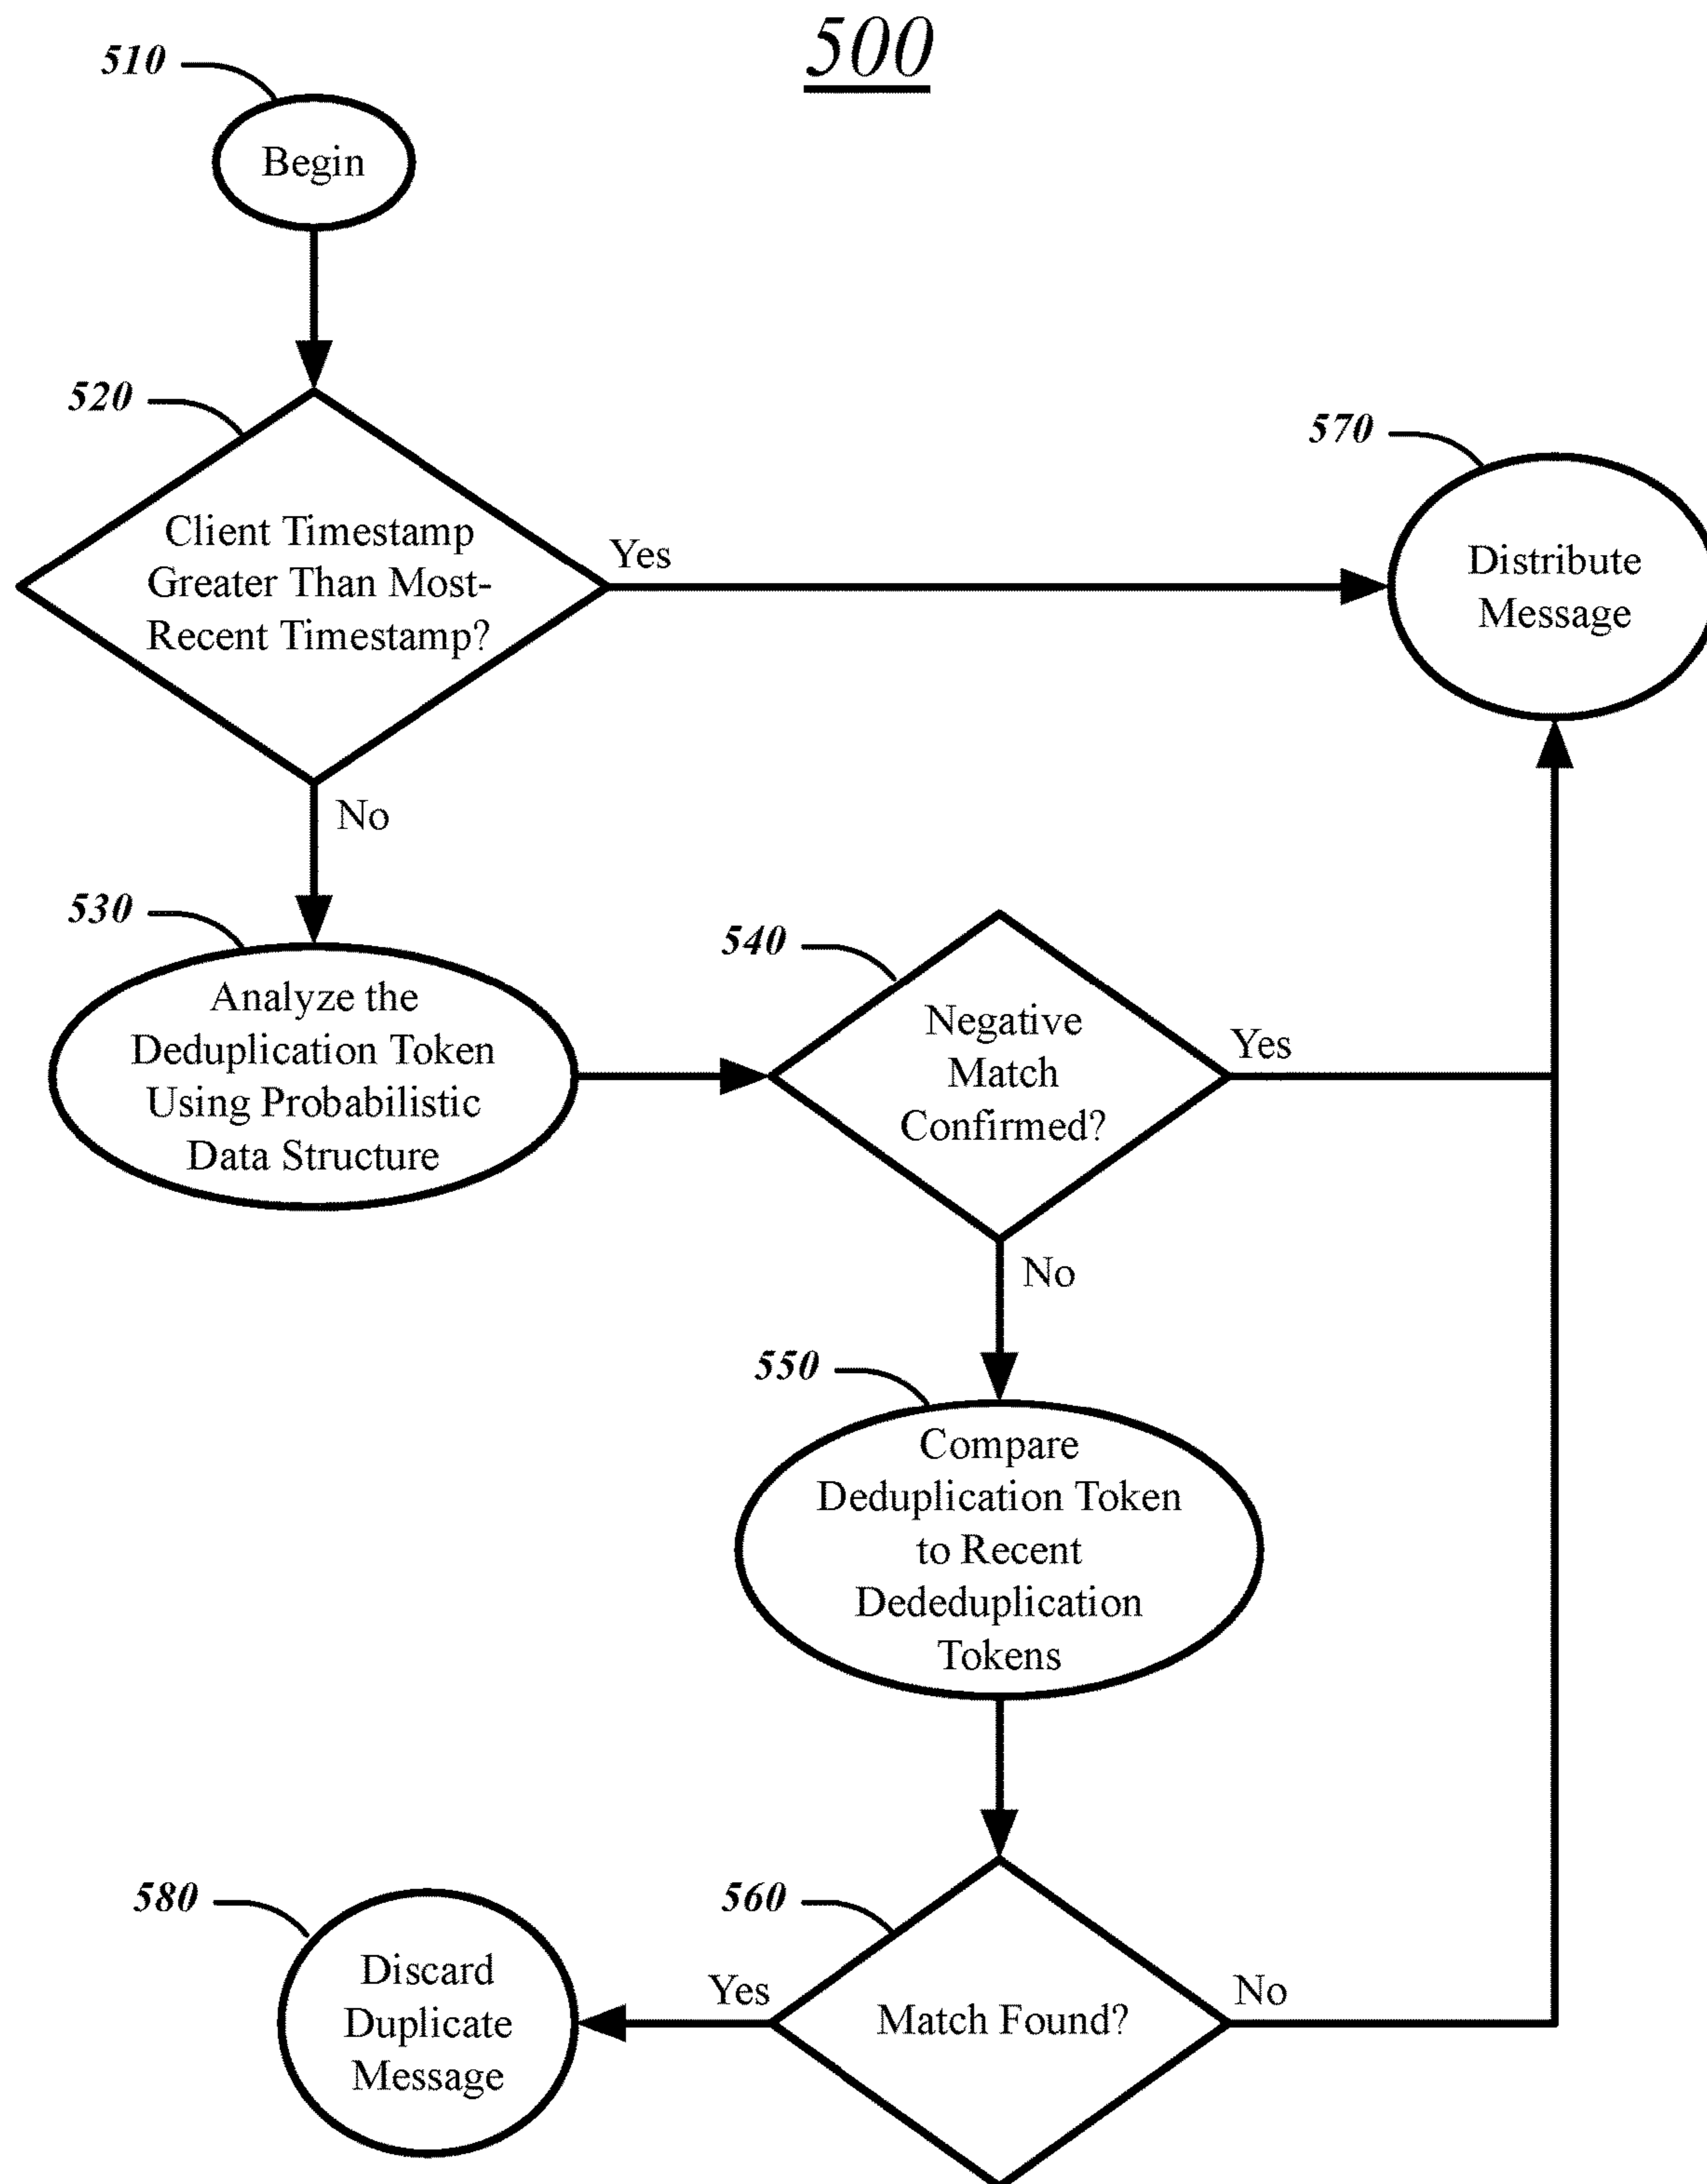 500
510
Begin
520
Client Timestamp
Greater Than Most-
Recent Timestamp?
Yes
No
570
Distribute
Message
530
Analyze the
Deduplication Token
Using Probabilistic
Data Structure
540
Negative
Match
Confirmed?
Yes
No
550
Compare
Deduplication Token
to Recent
Dededuplication
Tokens
560
Match Found?
Yes
No
580
Discard
Duplicate
Message